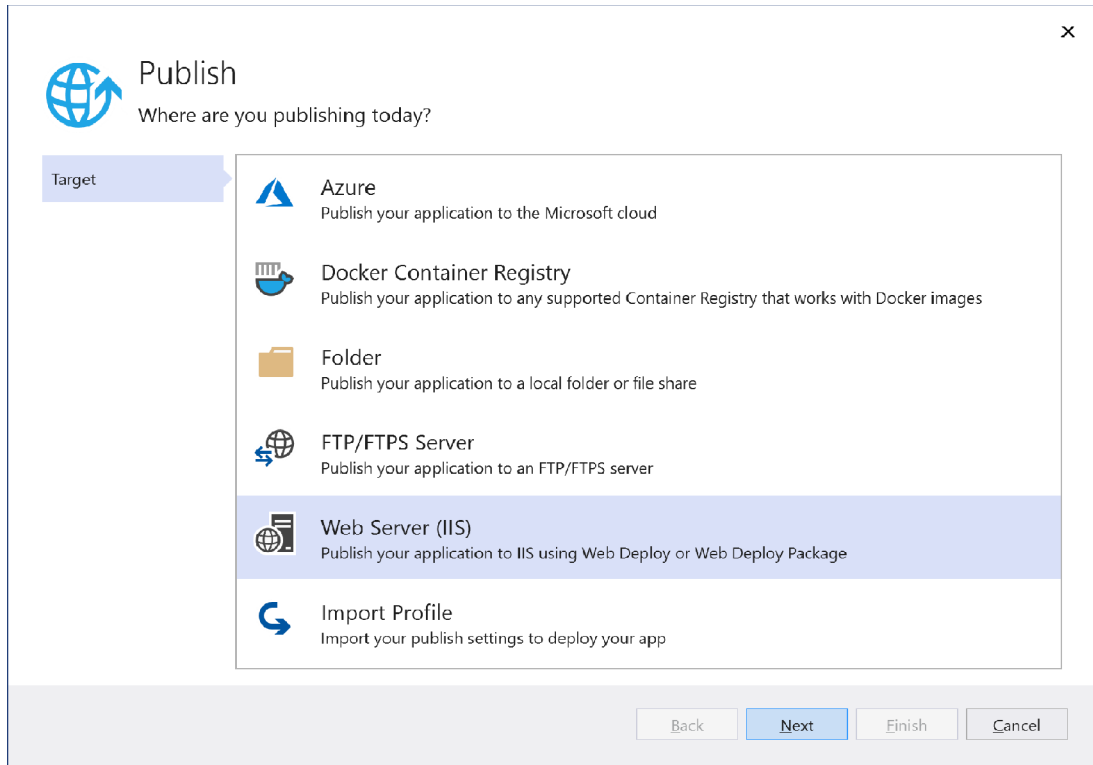 Publish
Where are you publishing today?
Target
Azure
Publish your application to the Microsoft cloud
Docker Container Registry
Publish your application to any supported Container Registry that works with Docker images
Folder
Publish your application to a local folder or file share
FTP/FTPS Server
Publish your application to an FTP/FTPS server
Web Server (IIS)
Publish your application to IIS using Web Deploy or Web Deploy Package
Import Profile
Import your publish settings to deploy your app
Back
Next
Finish
Cancel